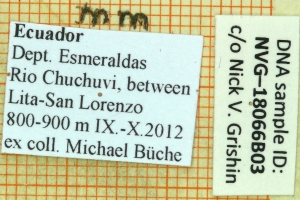 Ecuador
Dept. Esmeraldas
Rio Chuchuvi, between
Lita-San Lorenzo
800-900 m IX.-X.2012
ex coll. Michael Büche
DNA sample ID:
NVG-18066B03
c/o Nick V. Grishin